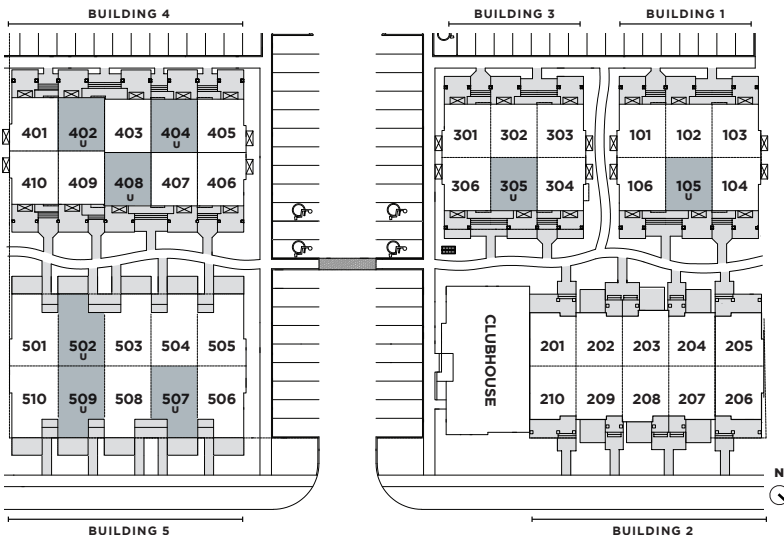 BUILDING 4
BUILDING 3
BUILDING 1
401 402 U 403 404 U 405
410 409 408 U 407 406
301 302 303
306 305 U 304
101 102 103
106 105 U 104
501 502 U 503 504 505
510 509 U 508 507 U 506
CLUBHOUSE
201 202 203 204 205
210 209 208 207 206
N
BUILDING 5
BUILDING 2